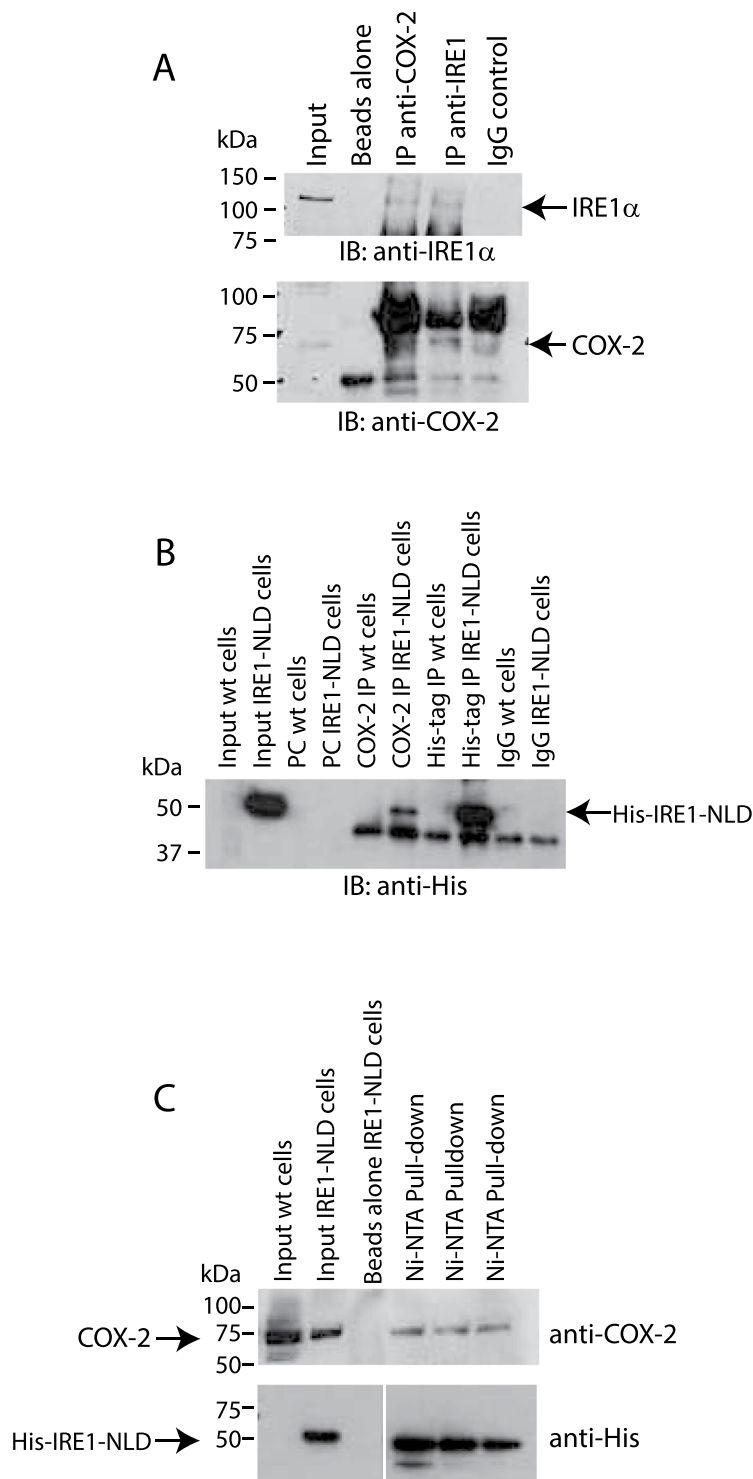 A
kDa
Input
Beads alone
IP anti-COX-2
IP anti-IRE1
IgG control
150
100
75
IRE1α
IB: anti-IRE1α
100
75
50
COX-2
IB: anti-COX-2
B
kDa
Input wt cells
Input IRE1-NLD cells
PC wt cells
PC IRE1-NLD cells
COX-2 IP wt cells
COX-2 IP IRE1-NLD cells
His-tag IP wt cells
His-tag IP IRE1-NLD cells
IgG wt cells
IgG IRE1-NLD cells
50
37
His-IRE1-NLD
IB: anti-His
C
kDa
Input wt cells
Input IRE1-NLD cells
Beads alone IRE1-NLD cells
Ni-NTA Pull-down
Ni-NTA Pulldown
Ni-NTA Pull-down
100
75
50
COX-2
anti-COX-2
75
50
His-IRE1-NLD
anti-His